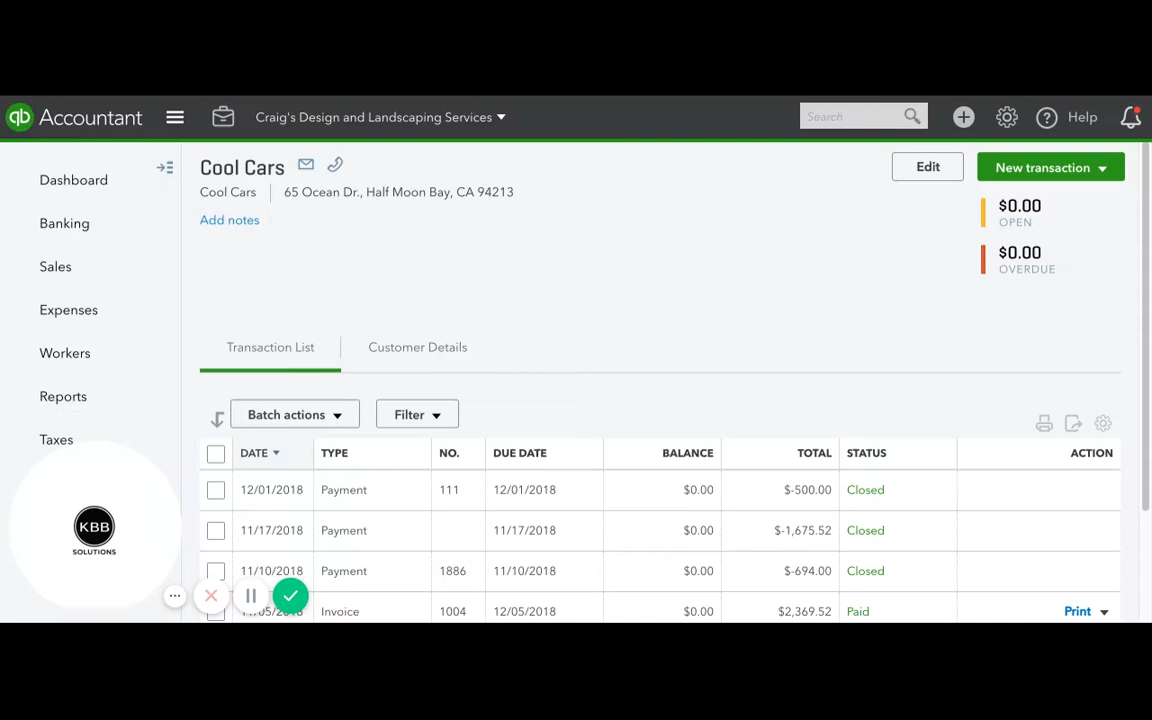 qb Accountant Craig's Design and Landscaping Services Search Help
Cool Cars Edit New transaction
Cool Cars 65 Ocean Dr., Half Moon Bay, CA 94213
Add notes
$0.00
OPEN
$0.00
OVERDUE
Dashboard
Banking
Sales
Expenses
Workers
Reports
Taxes
KBB
SOLUTIONS
Transaction List Customer Details
Batch actions Filter
DATE TYPE NO. DUE DATE BALANCE TOTAL STATUS ACTION
12/01/2018 Payment 111 12/01/2018 $0.00 $-500.00 Closed
11/17/2018 Payment 11/17/2018 $0.00 $-1,675.52 Closed
11/10/2018 Payment 1886 11/10/2018 $0.00 $-694.00 Closed
11/05/2018 Invoice 1004 12/05/2018 $0.00 $2,369.52 Paid Print